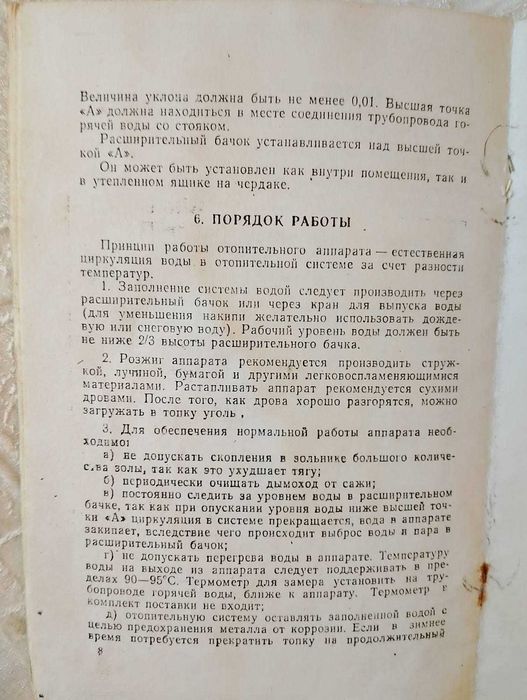 Величина уклона должна быть не менее 0,01. Высшая точка
«А» должна находиться в месте соединения трубопровода го-
рячей воды со стояком.
Расширительный бачок устанавливается над высшей точ-
кой «А».
Он может быть установлен как внутри помещения, так и
в утепленном ящике на чердаке.
6. ПОРЯДОК РАБОТЫ
Принцип работы отопительного аппарата — естественная
циркуляция воды в отопительной системе за счет разности
температур.
1. Заполнение системы водой следует производить через
расширительный бачок или через кран для выпуска воды
(для уменьшения накипи желательно использовать дожде-
вую или снеговую воду). Рабочий уровень воды должен быть
не ниже 2/3 высоты расширительного бачка.
2. Розжиг аппарата рекомендуется производить струж-
кой, лучиной, бумагой и другими легковоспламеняющимися
материалами. Растапливать аппарат рекомендуется сухими
дровами. После того, как дрова хорошо разгорятся, можно
загружать в топку уголь ,
3. Для обеспечения нормальной работы аппарата необ-
ходимо:
а) не допускать скопления в зольнике большого количе-
ства золы, так как это ухудшает тягу;
б) периодически очищать дымоход от сажи;
в) постоянно следить за уровнем воды в расширительном
бачке, так как при опускании уровня воды ниже высшей точ-
ки «А» циркуляция в системе прекращается, вода в аппарате
закипает, вследствие чего происходит выброс воды и пара в
расширительный бачок;
г) не допускать перегрева воды в аппарате. Температуру
воды на выходе из аппарата следует поддерживать в пре-
делах 90—95°С. Термометр для замера установить на тру-
бопроводе горячей воды, ближе к аппарату. Термометр в
комплект поставки не входит;
д) отопительную систему оставлять заполненной водой с
целью предохранения металла от коррозии. Если в зимнее
время потребуется прекратить топку на продолжительный
8